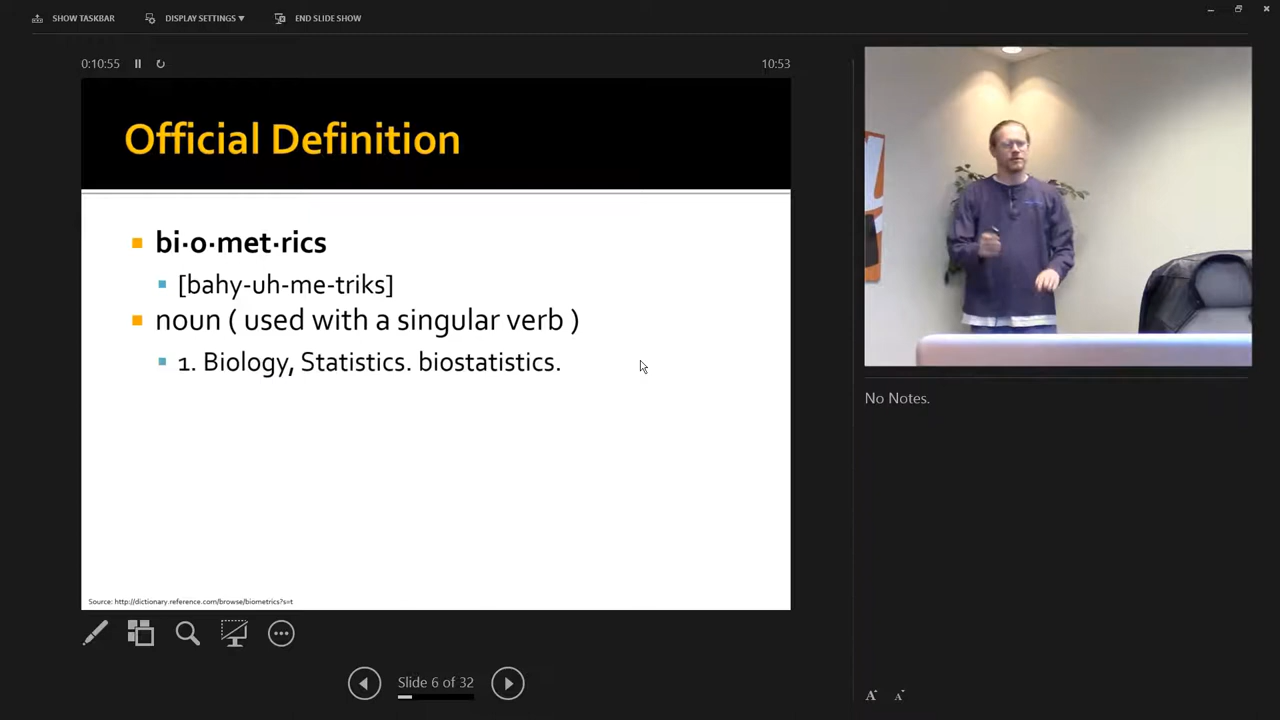 SHOW TASKBAR
DISPLAY SETTINGS ▼
END SLIDE SHOW
0:10:55
10:53
Official Definition
bi·o·met·rics
[bahy-uh-me-triks]
noun ( used with a singular verb )
1. Biology, Statistics. biostatistics.
Source: http://dictionary.reference.com/browse/biometrics?s=t
No Notes.
Slide 6 of 32
A A